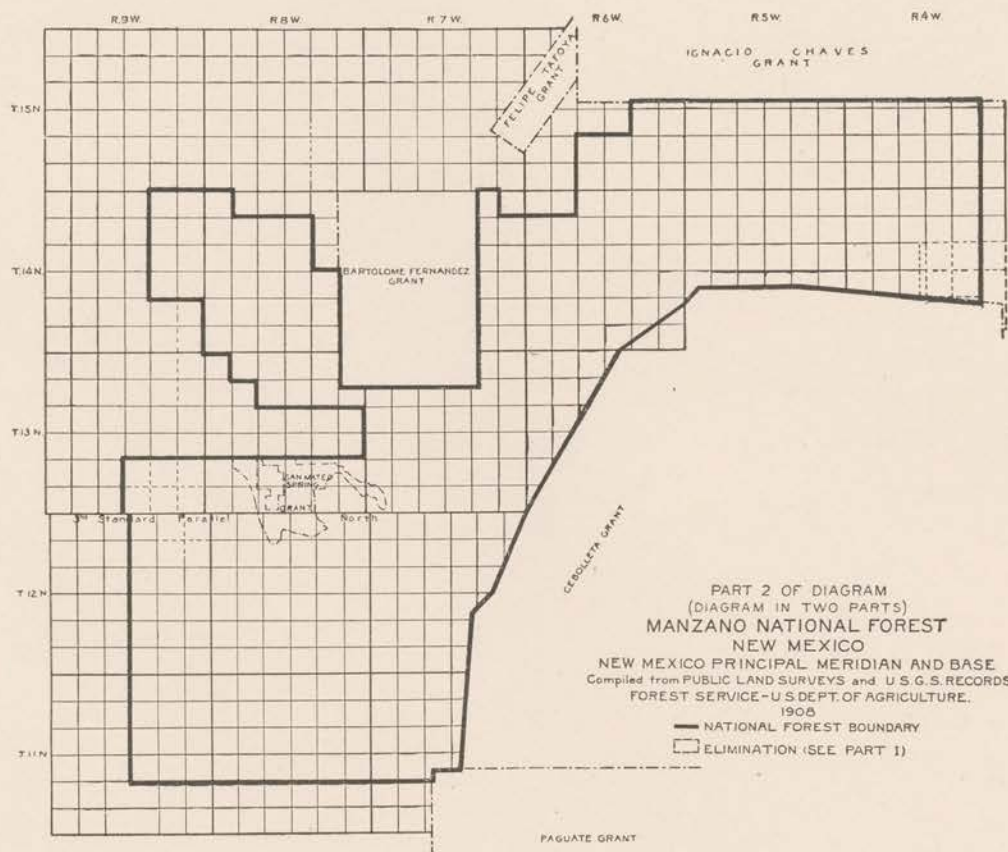 R.9W.
R.8W.
R.7W.
R.6W.
R.5W.
R.4W.
IGNACIO CHAVES
GRANT
FELIPE TAFOYA
GRANT
T.15N.
T.14N.
BARTOLOME FERNANDEZ
GRANT
T.13N.
SAN MATEO
SPRING
GRANT
3rd Standard Parallel North
CEBOLLETA GRANT
T.12N.
PART 2 OF DIAGRAM
(DIAGRAM IN TWO PARTS)
MANZANO NATIONAL FOREST
NEW MEXICO
NEW MEXICO PRINCIPAL MERIDIAN AND BASE
Compiled from PUBLIC LAND SURVEYS and U.S.G.S. RECORDS
FOREST SERVICE-U.S DEPT. OF AGRICULTURE.
1908
NATIONAL FOREST BOUNDARY
ELIMINATION (SEE PART I)
T.11N.
PAGUATE GRANT